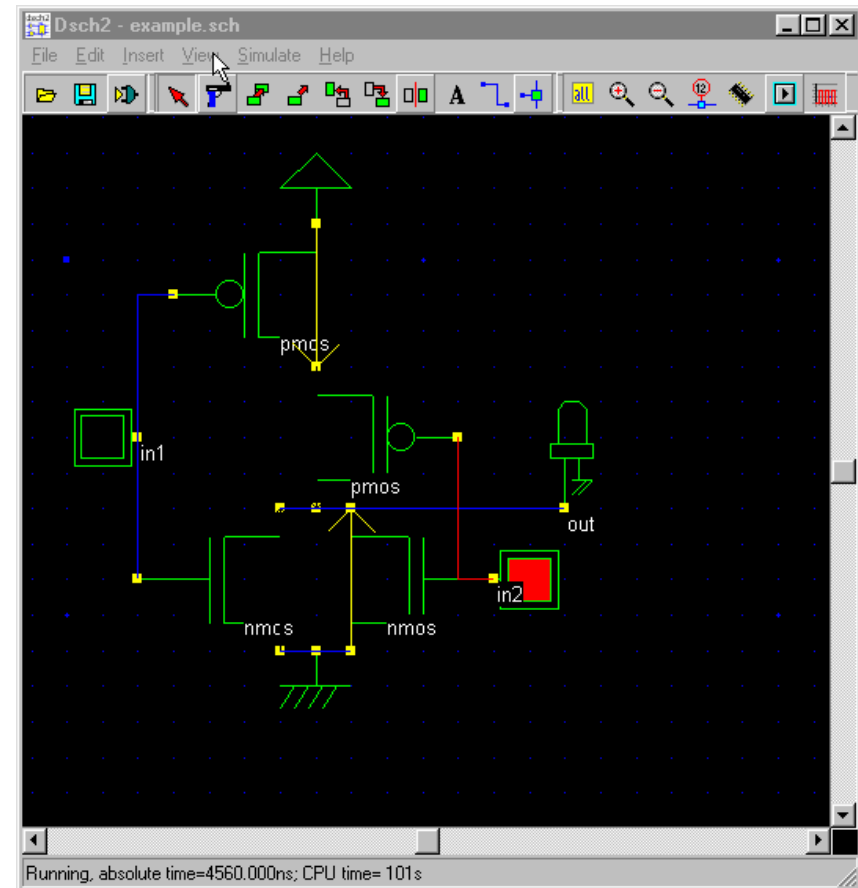 Dsch2 - example.sch
File Edit Insert View Simulate Help
A all 12
pmos
in1
pmos
out
in2
nmos nmos
Running, absolute time=4560.000ns; CPU time= 101s